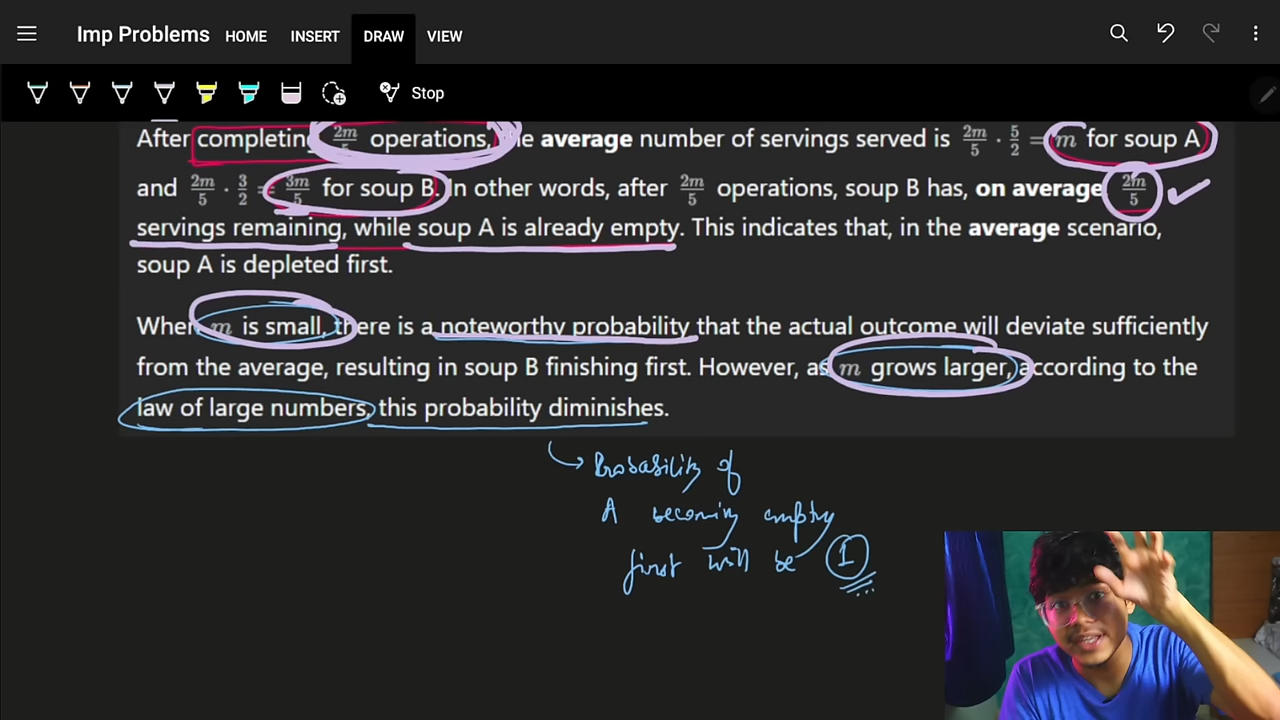 Imp Problems HOME INSERT DRAW VIEW
Stop
After completing 2m/5 operations, the average number of servings served is 2m/5 · 5/2 = m for soup A
and 2m/5 · 3/2 = 3m/5 for soup B. In other words, after 2m/5 operations, soup B has, on average 2m/5
servings remaining, while soup A is already empty. This indicates that, in the average scenario,
soup A is depleted first.
When m is small, there is a noteworthy probability that the actual outcome will deviate sufficiently
from the average, resulting in soup B finishing first. However, as m grows larger, according to the
law of large numbers, this probability diminishes.
Probability of
A becoming empty
first will be 1